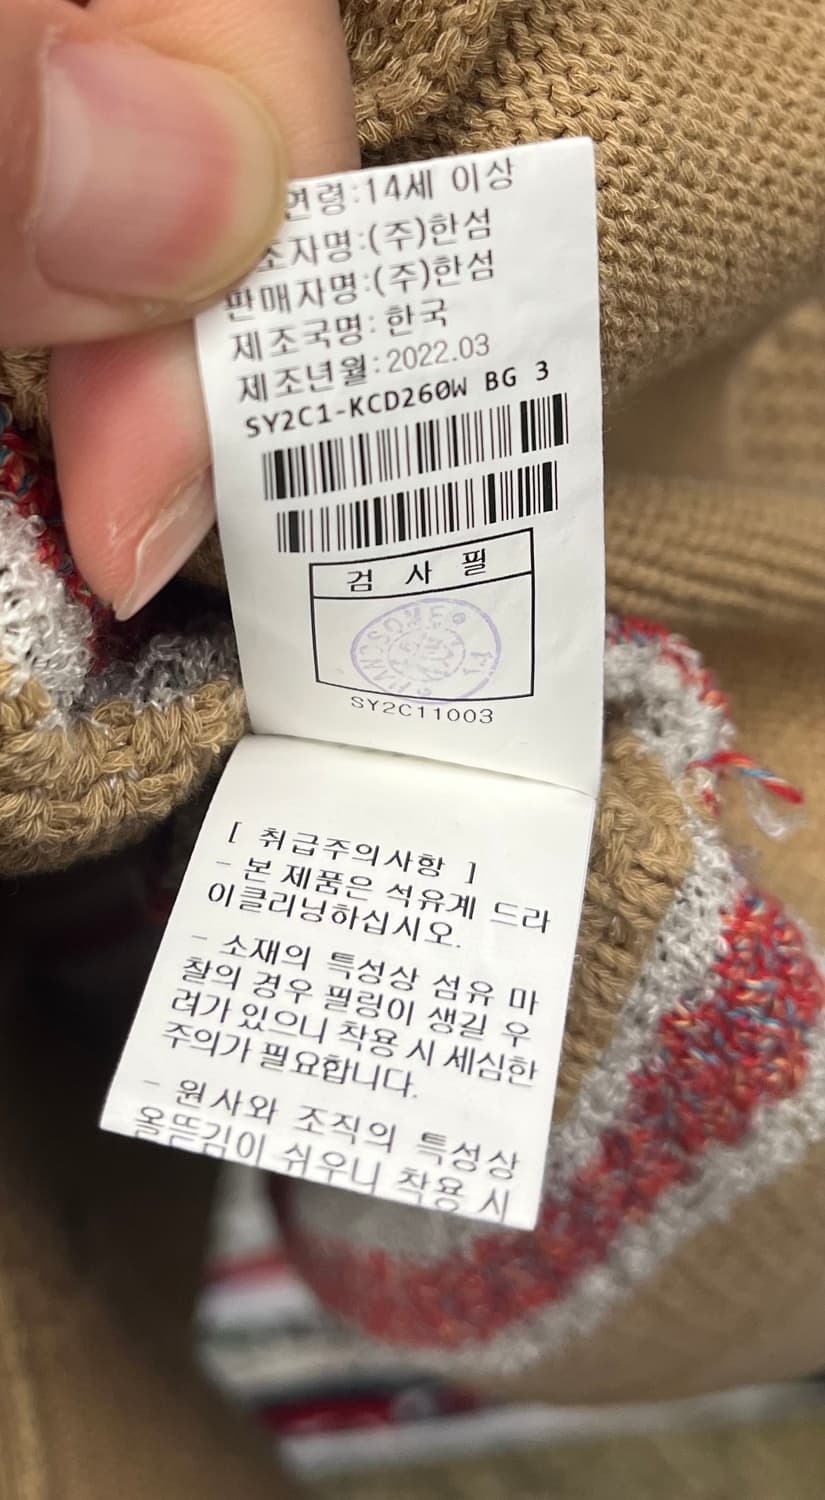 연령:14세 이상
조자명:(주)한섬
판매자명:(주)한섬
제조국명: 한국
제조년월:2022.03
SY2C1-KCD260W BG 3
검 사 필
HANDSOME
SY2C11003
[ 취급주의사항 ]
- 본 제품은 석유계 드라
이클리닝하십시오.
- 소재의 특성상 섬유 마
찰의 경우 필링이 생길 우
려가 있으니 착용 시 세심한
주의가 필요합니다.
- 원사와 조직의 특성상
올뜯김이 쉬우니 착용 시